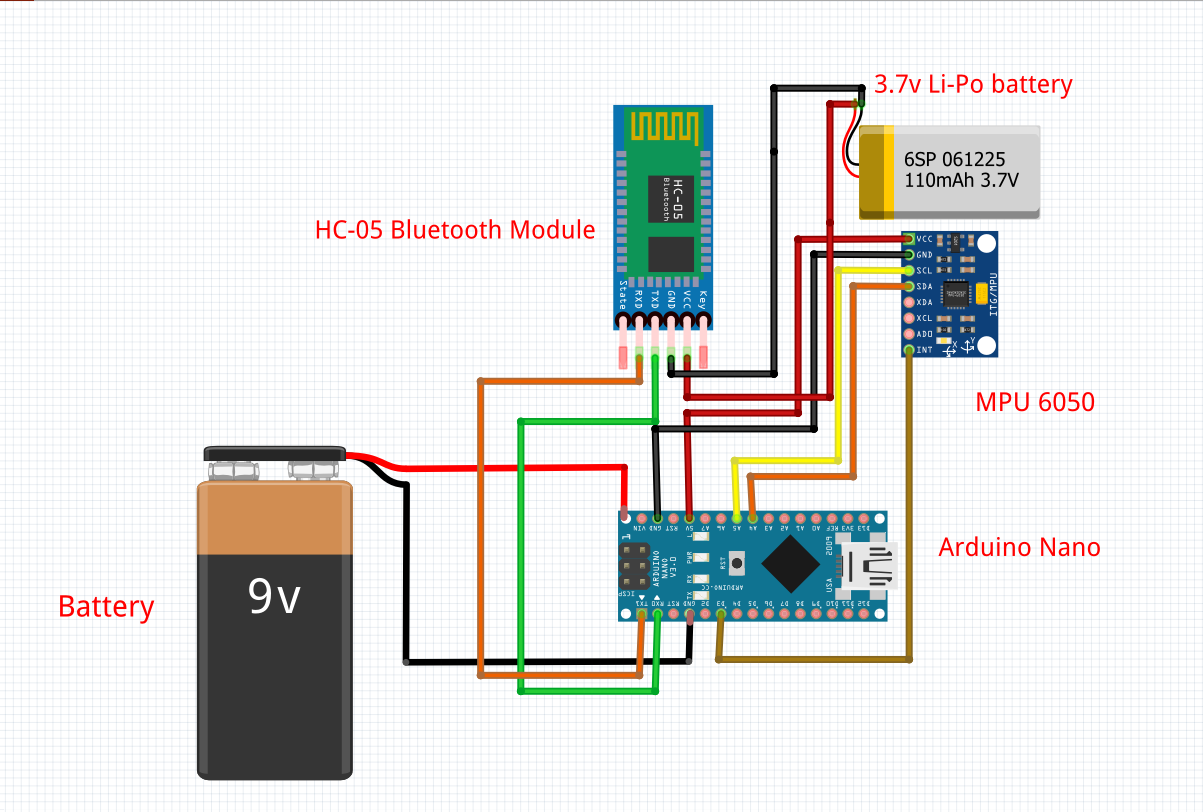 3.7v Li-Po battery
6SP 061225
110mAh 3.7V
HC-05 Bluetooth Module
HC-05
Bluetooth
State
RXD
TXD
GND
VCC
Key
VCC
GND
SCL
SDA
XDA
XCL
ADO
INT
ITG/MPU
X
Y
MPU 6050
Battery
9v
Arduino Nano
VIN
GND
RST
5V
A7
A6
A5
A4
A3
A2
A1
A0
REF
3V3
D13
1
ICSP
ARDUINO
NANO
V3.0
L
PWR
RX
TX
RST
ARDUINO.CC
2009
USA
TX1
RX0
RST
GND
D2
D3
D4
D5
D6
D7
D8
D9
D10
D11
D12